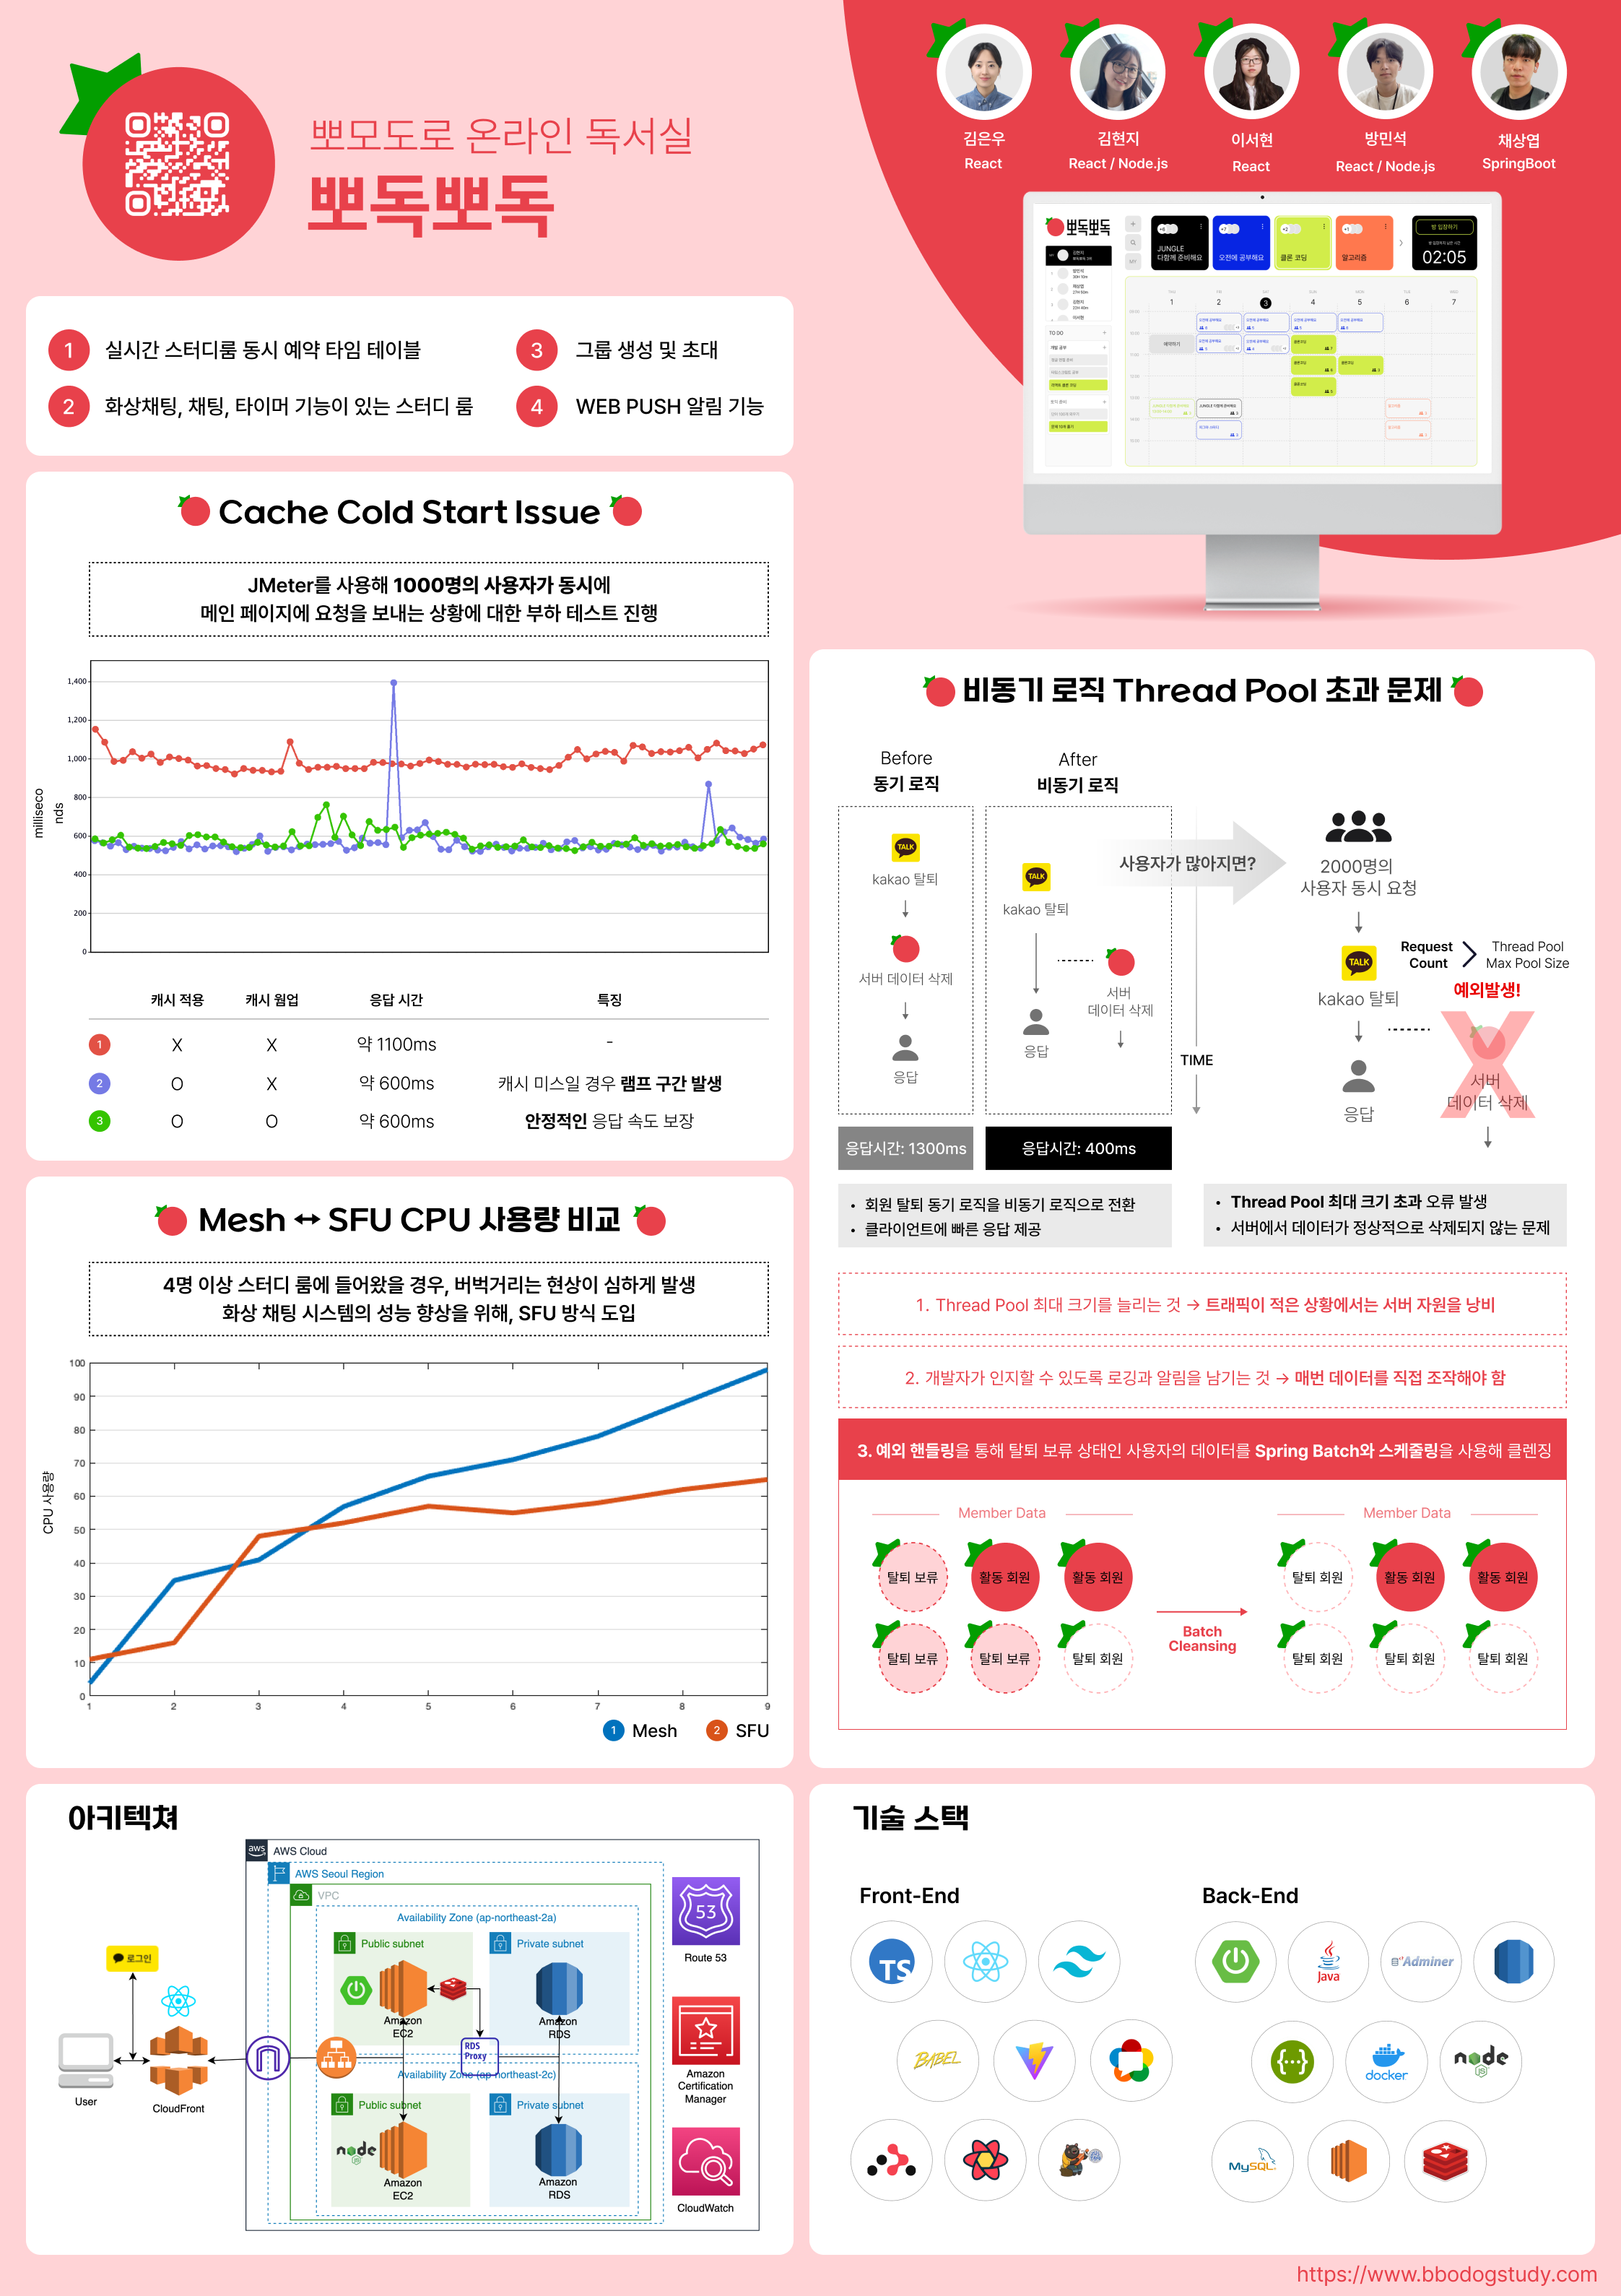 뽀모도로 온라인 독서실
뽀독뽀독
김은우
React
김현지
React / Node.js
이서현
React
방민석
React / Node.js
채상엽
SpringBoot
뽀독뽀독
JUNGLE
다함께 준비해요
오전에 공부해요
클론 코딩
알고리즘
방 입장하기
02:05
1 2 3 4 5 6 7
TO DO
1 실시간 스터디룸 동시 예약 타임 테이블
2 화상채팅, 채팅, 타이머 기능이 있는 스터디 룸
3 그룹 생성 및 초대
4 WEB PUSH 알림 기능
Cache Cold Start Issue
JMeter를 사용해 1000명의 사용자가 동시에
메인 페이지에 요청을 보내는 상황에 대한 부하 테스트 진행
milliseco
nds
1,400
1,200
1,000
800
600
400
200
0
캐시 적용 캐시 웜업 응답 시간 특징
1 X X 약 1100ms -
2 O X 약 600ms 캐시 미스일 경우 램프 구간 발생
3 O O 약 600ms 안정적인 응답 속도 보장
Mesh ↔ SFU CPU 사용량 비교
4명 이상 스터디 룸에 들어왔을 경우, 버벅거리는 현상이 심하게 발생
화상 채팅 시스템의 성능 향상을 위해, SFU 방식 도입
CPU 사용량
100
90
80
70
60
50
40
30
20
10
0
1 2 3 4 5 6 7 8 9
1 Mesh 2 SFU
비동기 로직 Thread Pool 초과 문제
Before
동기 로직
TALK
kakao 탈퇴
서버 데이터 삭제
응답
응답시간: 1300ms
After
비동기 로직
TALK
kakao 탈퇴
서버
데이터 삭제
응답
응답시간: 400ms
사용자가 많아지면?
TIME
2000명의
사용자 동시 요청
TALK
kakao 탈퇴
Request
Count
Thread Pool
Max Pool Size
예외발생!
서버
데이터 삭제
응답
• 회원 탈퇴 동기 로직을 비동기 로직으로 전환
• 클라이언트에 빠른 응답 제공
• Thread Pool 최대 크기 초과 오류 발생
• 서버에서 데이터가 정상적으로 삭제되지 않는 문제
1. Thread Pool 최대 크기를 늘리는 것 → 트래픽이 적은 상황에서는 서버 자원을 낭비
2. 개발자가 인지할 수 있도록 로깅과 알림을 남기는 것 → 매번 데이터를 직접 조작해야 함
3. 예외 핸들링을 통해 탈퇴 보류 상태인 사용자의 데이터를 Spring Batch와 스케줄링을 사용해 클렌징
Member Data
탈퇴 보류 활동 회원 활동 회원
탈퇴 보류 탈퇴 보류 탈퇴 회원
Batch
Cleansing
Member Data
탈퇴 회원 활동 회원 활동 회원
탈퇴 회원 탈퇴 회원 탈퇴 회원
아키텍쳐
aws
AWS Cloud
AWS Seoul Region
VPC
Availability Zone (ap-northeast-2a)
Public subnet
Private subnet
Amazon
EC2
Amazon
RDS
RDS
Proxy
Availability Zone (ap-northeast-2c)
Public subnet
Private subnet
node
JS
Amazon
EC2
Amazon
RDS
로그인
User
CloudFront
53
Route 53
Amazon
Certification
Manager
CloudWatch
기술 스택
Front-End
TS
BABEL
Back-End
Java
Adminer
{···}
docker
node
JS
MySQL
https://www.bbodogstudy.com